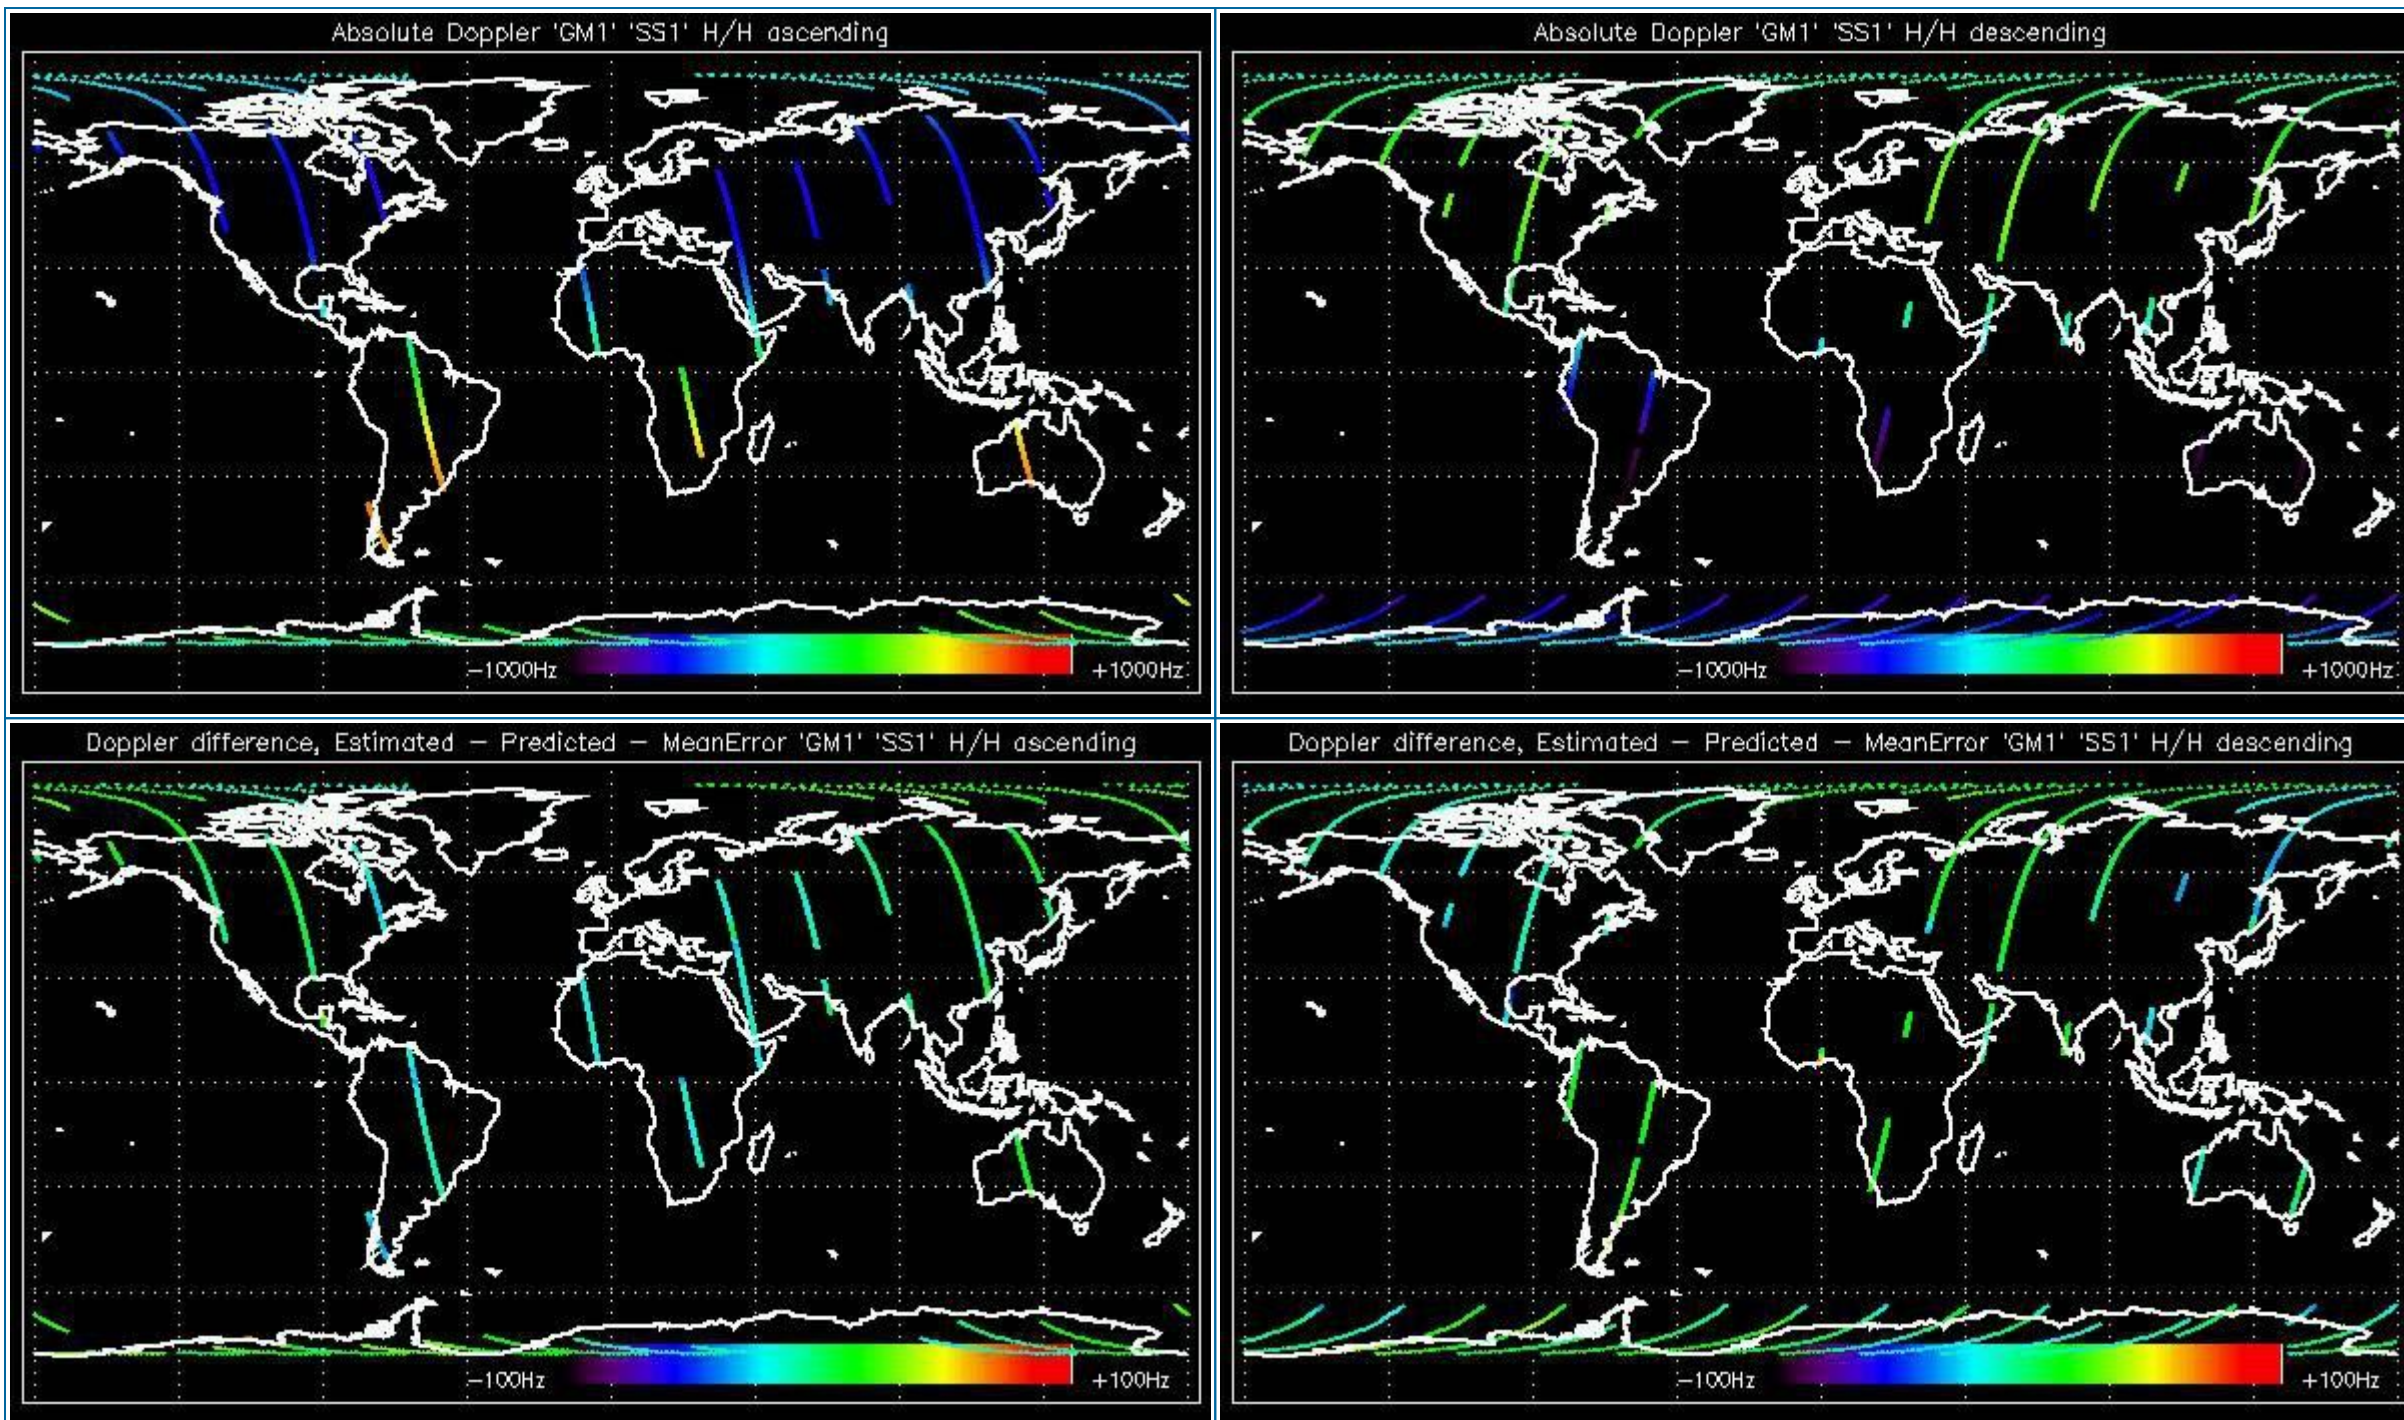 Absolute Doppler 'GM1' 'SS1' H/H ascending
-1000Hz
+1000Hz
Absolute Doppler 'GM1' 'SS1' H/H descending
-1000Hz
+1000Hz
Doppler difference, Estimated - Predicted - MeanError 'GM1' 'SS1' H/H ascending
-100Hz
+100Hz
Doppler difference, Estimated - Predicted - MeanError 'GM1' 'SS1' H/H descending
-100Hz
+100Hz